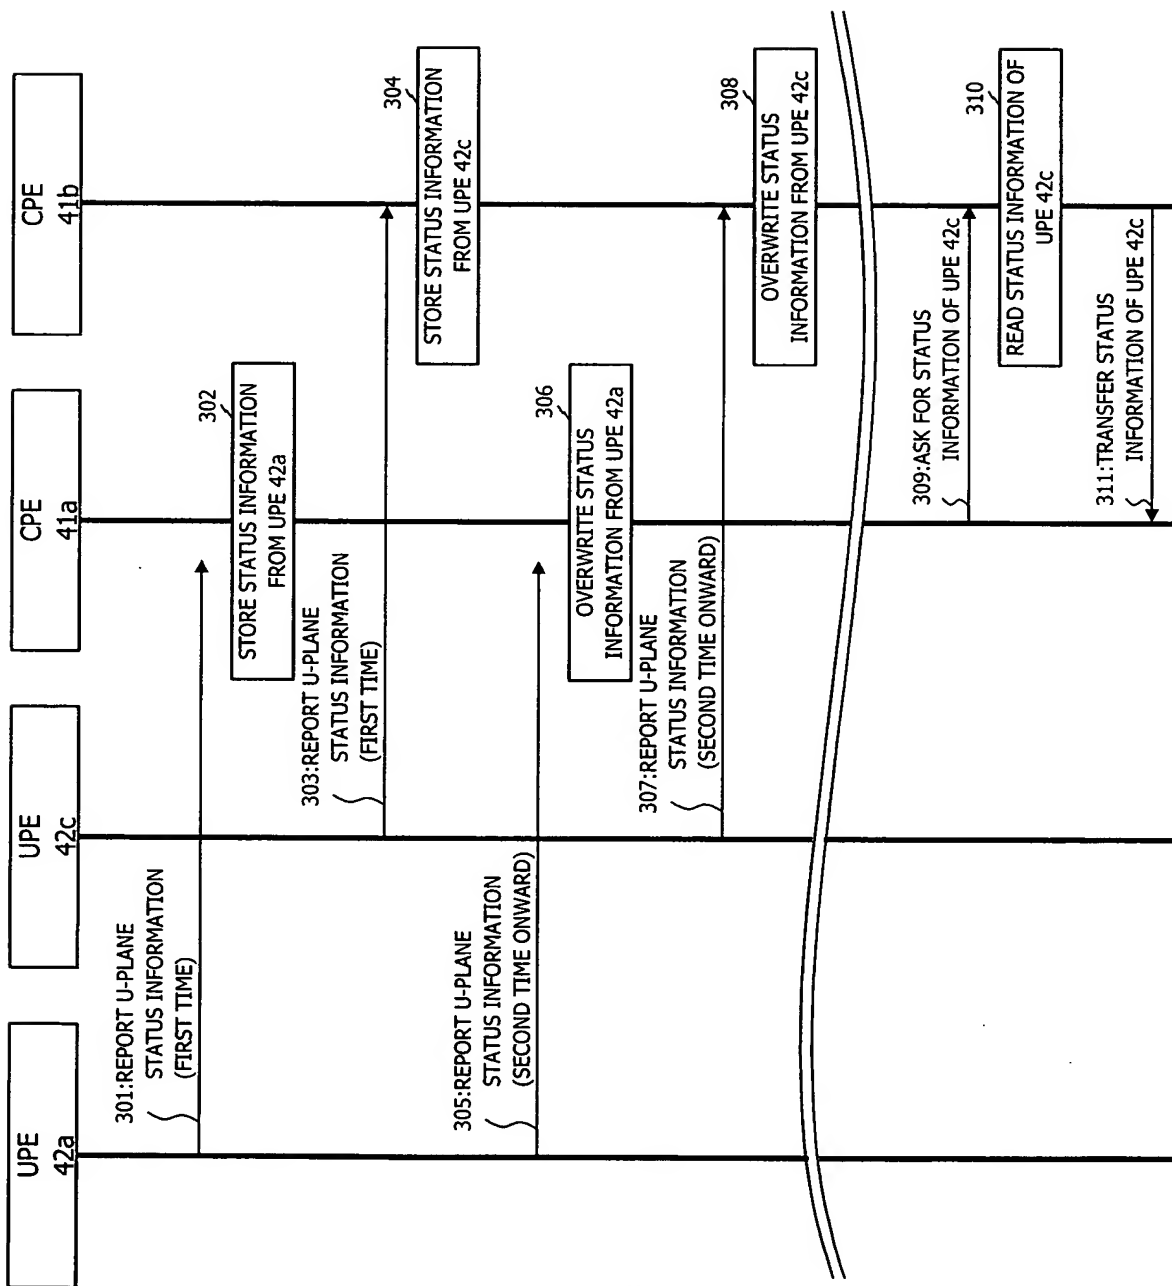 UPE
42a
UPE
42c
CPE
41a
CPE
41b
301:REPORT U-PLANE
STATUS INFORMATION
(FIRST TIME)
302
STORE STATUS INFORMATION
FROM UPE 42a
303:REPORT U-PLANE
STATUS INFORMATION
(FIRST TIME)
304
STORE STATUS INFORMATION
FROM UPE 42c
305:REPORT U-PLANE
STATUS INFORMATION
(SECOND TIME ONWARD)
306
OVERWRITE STATUS
INFORMATION FROM UPE 42a
307:REPORT U-PLANE
STATUS INFORMATION
(SECOND TIME ONWARD)
308
OVERWRITE STATUS
INFORMATION FROM UPE 42c
309:ASK FOR STATUS
INFORMATION OF UPE 42c
310
READ STATUS INFORMATION OF
UPE 42c
311:TRANSFER STATUS
INFORMATION OF UPE 42c